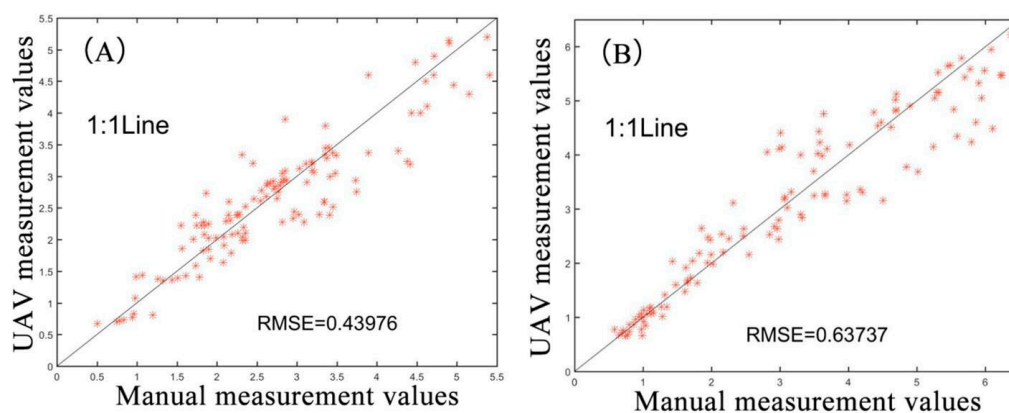 (A)
1:1Line
RMSE=0.43976
UAV measurement values
5.5
5
4.5
4
3.5
3
2.5
2
1.5
1
0.5
0
0 0.5 1 1.5 2 2.5 3 3.5 4 4.5 5 5.5
Manual measurement values
(B)
1:1Line
RMSE=0.63737
UAV measurement values
6
5
4
3
2
1
0
0 1 2 3 4 5 6
Manual measurement values